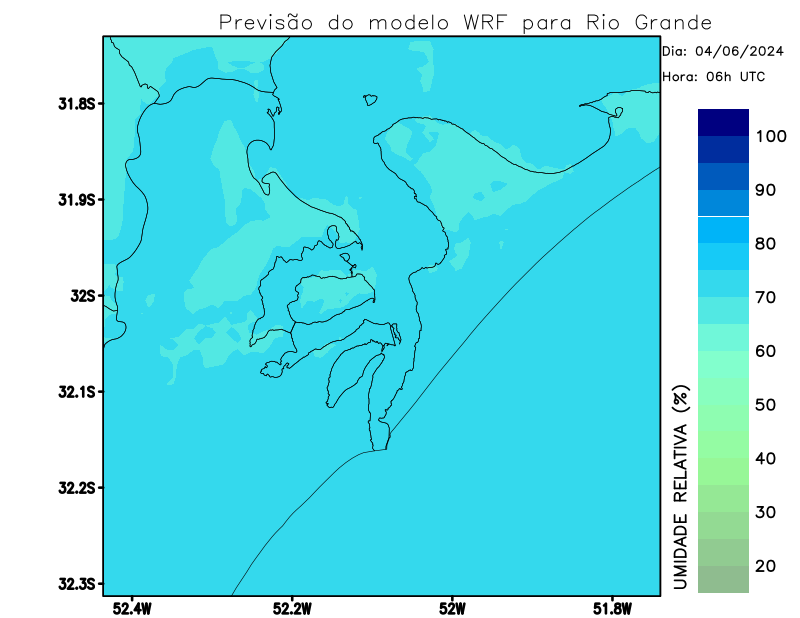 Previsão do modelo WRF para Rio Grande
Dia: 04/06/2024
Hora: 06h UTC
31.8S
31.9S
32S
32.1S
32.2S
32.3S
52.4W
52.2W
52W
51.8W
100
90
80
70
60
50
40
30
20
UMIDADE RELATIVA (%)